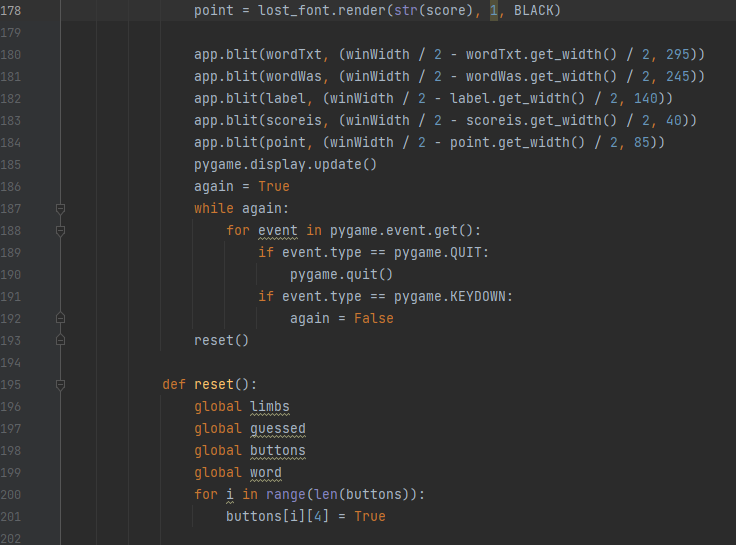 178 point = lost_font.render(str(score), 1, BLACK)
179
180 app.blit(wordTxt, (winWidth / 2 - wordTxt.get_width() / 2, 295))
181 app.blit(wordWas, (winWidth / 2 - wordWas.get_width() / 2, 245))
182 app.blit(label, (winWidth / 2 - label.get_width() / 2, 140))
183 app.blit(scoreis, (winWidth / 2 - scoreis.get_width() / 2, 40))
184 app.blit(point, (winWidth / 2 - point.get_width() / 2, 85))
185 pygame.display.update()
186 again = True
187 while again:
188 for event in pygame.event.get():
189 if event.type == pygame.QUIT:
190 pygame.quit()
191 if event.type == pygame.KEYDOWN:
192 again = False
193 reset()
194
195 def reset():
196 global limbs
197 global guessed
198 global buttons
199 global word
200 for i in range(len(buttons)):
201 buttons[i][4] = True
202